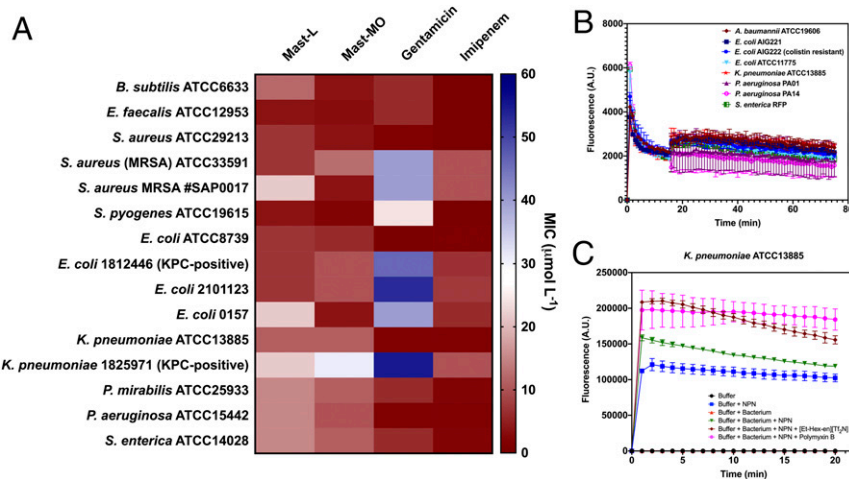 A
Mast-L
Mast-MO
Gentamicin
Imipenem
B. subtilis ATCC6633
E. faecalis ATCC12953
S. aureus ATCC29213
S. aureus (MRSA) ATCC33591
S. aureus MRSA #SAP0017
S. pyogenes ATCC19615
E. coli ATCC8739
E. coli 1812446 (KPC-positive)
E. coli 2101123
E. coli 0157
K. pneumoniae ATCC13885
K. pneumoniae 1825971 (KPC-positive)
P. mirabilis ATCC25933
P. aeruginosa ATCC15442
S. enterica ATCC14028
60
50
40
30
20
10
0
MIC (μmol L⁻¹)
B
Fluorescence (A.U.)
8000
6000
4000
2000
0
0 20 40 60 80
Time (min)
A. baumannii ATCC19606
E. coli AIG221
E. coli AIG222 (colistin resistant)
E. coli ATCC11775
K. pneumoniae ATCC13885
P. aeruginosa PA01
P. aeruginosa PA14
S. enterica RFP
C
K. pneumoniae ATCC13885
Fluorescence (A.U.)
250000
200000
150000
100000
50000
0
0 5 10 15 20
Time (min)
Buffer
Buffer + NPN
Buffer + Bacterium
Buffer + Bacterium + NPN
Buffer + Bacterium + NPN + [Et-Hex-en][Tf₂N]
Buffer + Bacterium + NPN + Polymyxin B